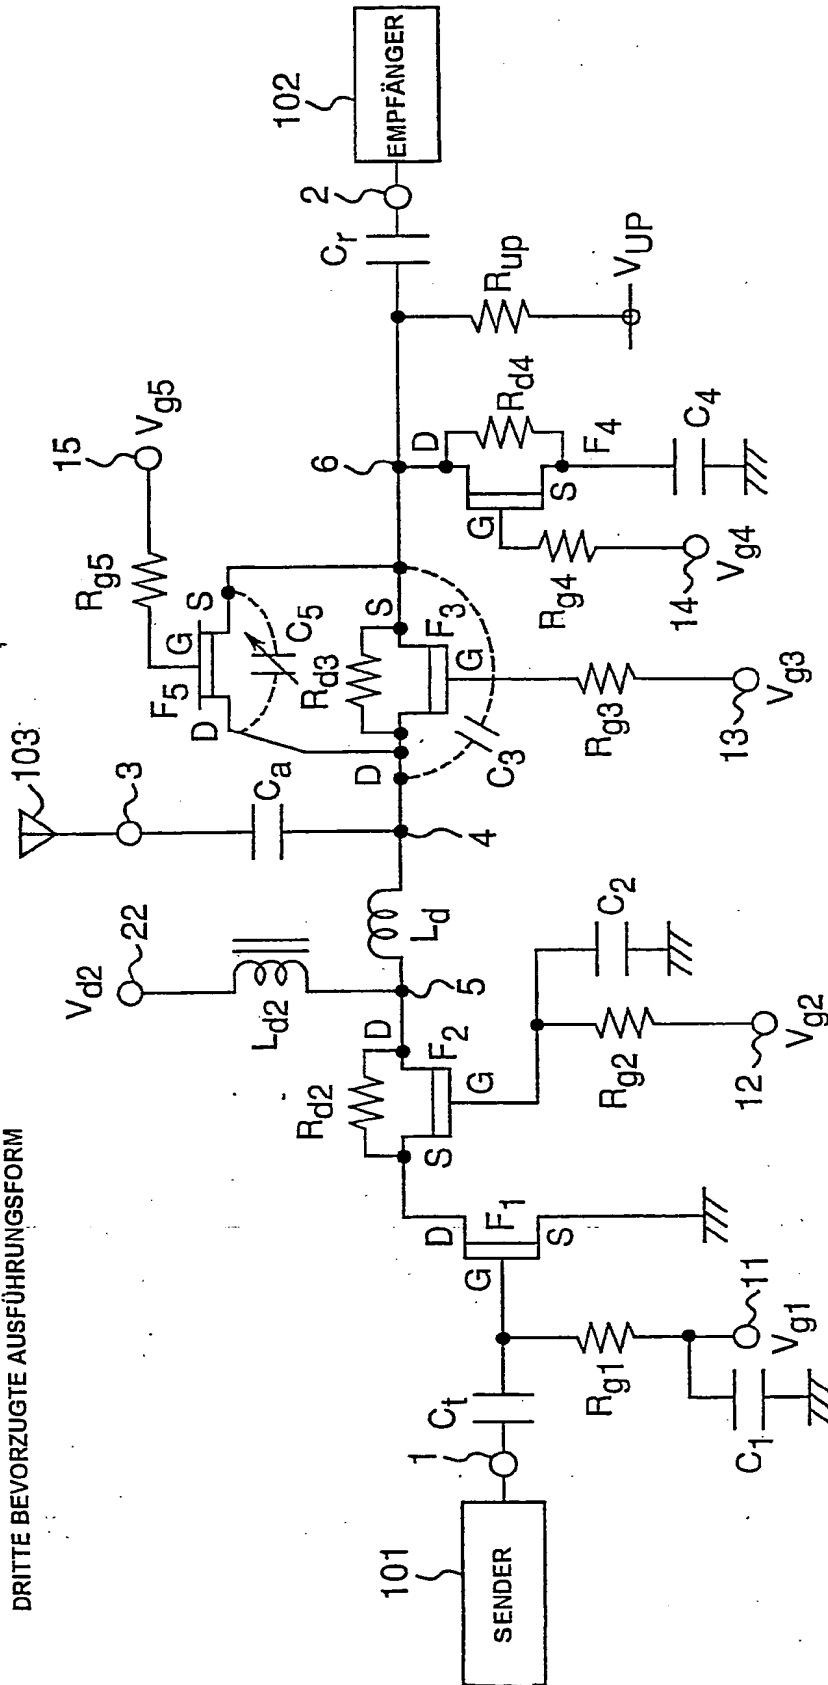 DRITTE BEVORZUGTE AUSFÜHRUNGSFORM
101
SENDER
1
Ct
C1
Rg1
Vg1
11
G
D
F1
S
S
Rd2
D
F2
G
Rg2
12
Vg2
C2
Vd2
22
Ld2
5
Ld
4
Ca
3
103
D
C3
Rd3
S
F3
G
Rg3
13
Vg3
D
F5
G
S
C5
Rg5
15
Vg5
6
D
G
S
Rd4
F4
C4
Rg4
14
Vg4
Rup
VUP
Cr
2
102
EMPFÄNGER